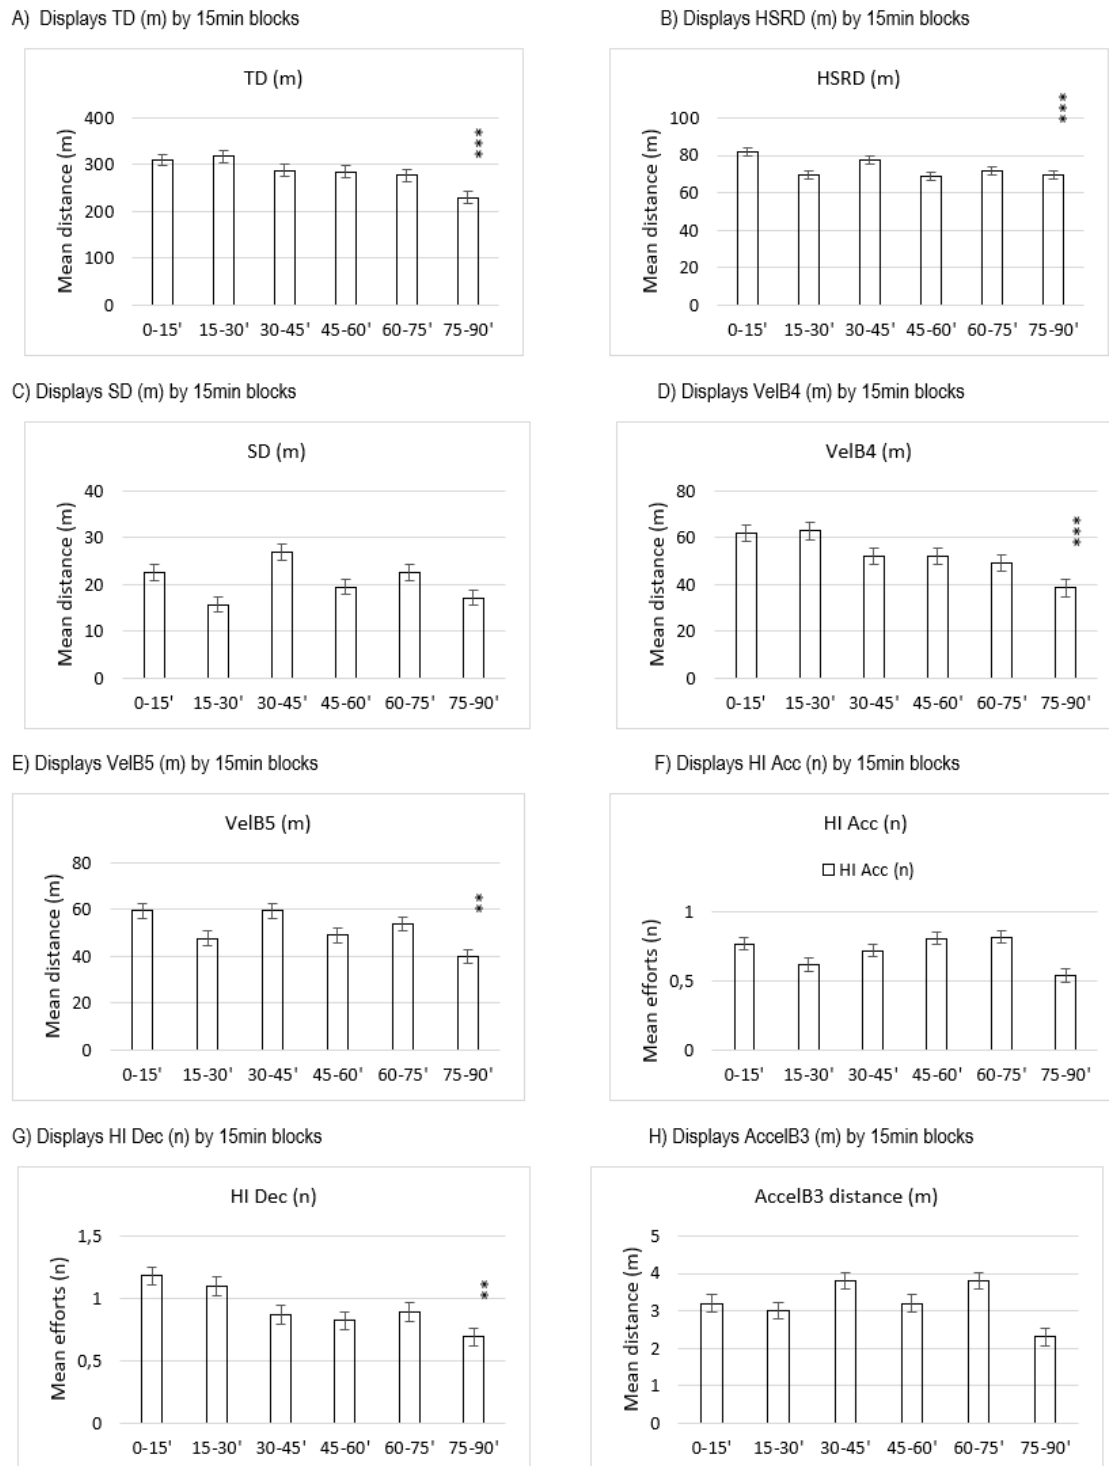 A) Displays TD (m) by 15min blocks
TD (m)
Mean distance (m)
400
300
200
100
0
***
0-15' 15-30' 30-45' 45-60' 60-75' 75-90'
B) Displays HSRD (m) by 15min blocks
HSRD (m)
Mean distance (m)
100
80
60
40
20
0
***
0-15' 15-30' 30-45' 45-60' 60-75' 75-90'
C) Displays SD (m) by 15min blocks
SD (m)
Mean distance (m)
40
30
20
10
0
0-15' 15-30' 30-45' 45-60' 60-75' 75-90'
D) Displays VelB4 (m) by 15min blocks
VelB4 (m)
Mean distance (m)
80
60
40
20
0
***
0-15' 15-30' 30-45' 45-60' 60-75' 75-90'
E) Displays VelB5 (m) by 15min blocks
VelB5 (m)
Mean distance (m)
80
60
40
20
0
**
0-15' 15-30' 30-45' 45-60' 60-75' 75-90'
F) Displays HI Acc (n) by 15min blocks
HI Acc (n)
HI Acc (n)
Mean efforts (n)
1
0,5
0
0-15' 15-30' 30-45' 45-60' 60-75' 75-90'
G) Displays HI Dec (n) by 15min blocks
HI Dec (n)
Mean efforts (n)
1,5
1
0,5
0
**
0-15' 15-30' 30-45' 45-60' 60-75' 75-90'
H) Displays AccelB3 (m) by 15min blocks
AccelB3 distance (m)
Mean distance (m)
5
4
3
2
1
0
0-15' 15-30' 30-45' 45-60' 60-75' 75-90'